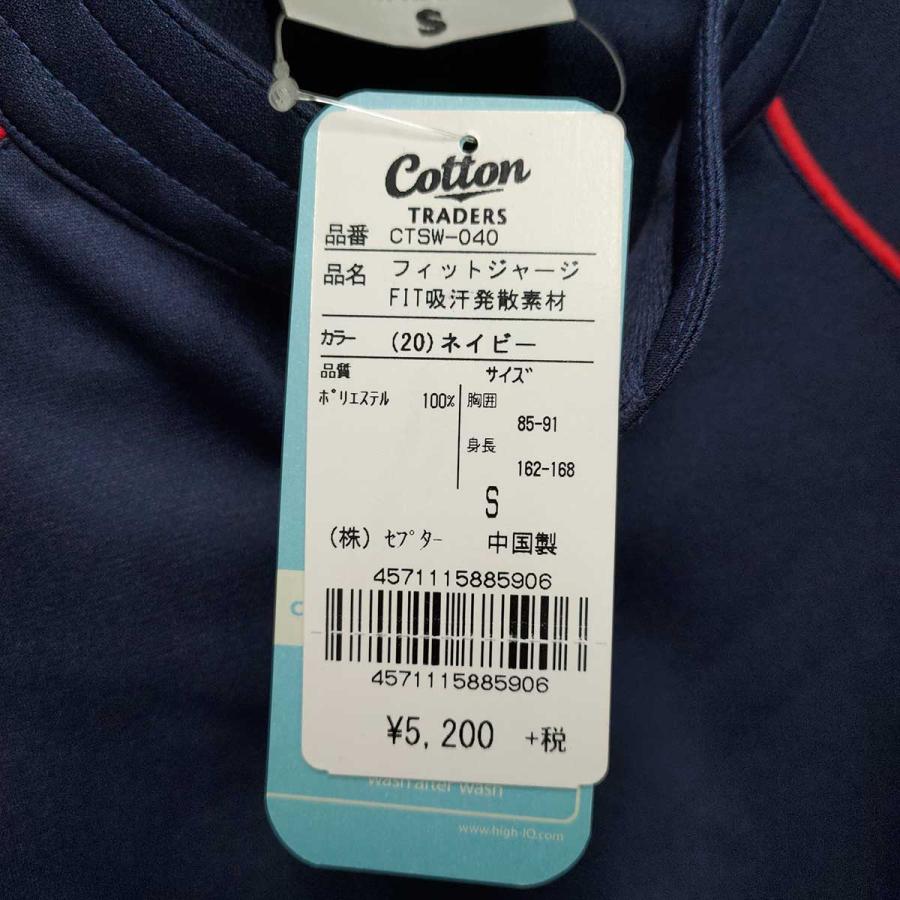 S
Cotton
TRADERS
品番 CTSW-040
品名 フィットジャージ
FIT吸汗発散素材
カラー (20)ネイビー
品質 サイズ
ポリエステル 100% 胸囲
85-91
身長
162-168
S
(株) セプター 中国製
4571115885906
4571115885906
¥5,200 +税
wash after wash
www.high-IQ.com